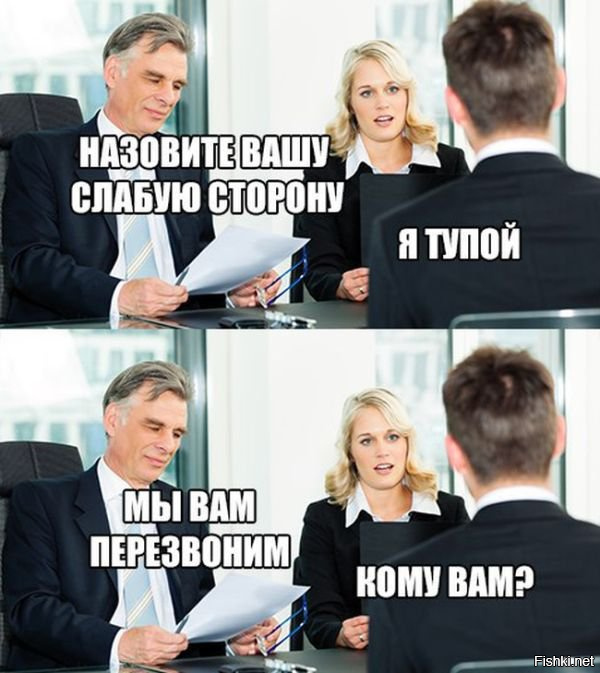 НАЗОВИТЕ ВАШУ
СЛАБУЮ СТОРОНУ
Я ТУПОЙ
МЫ ВАМ
ПЕРЕЗВОНИМ
КОМУ ВАМ?
Fishki.net